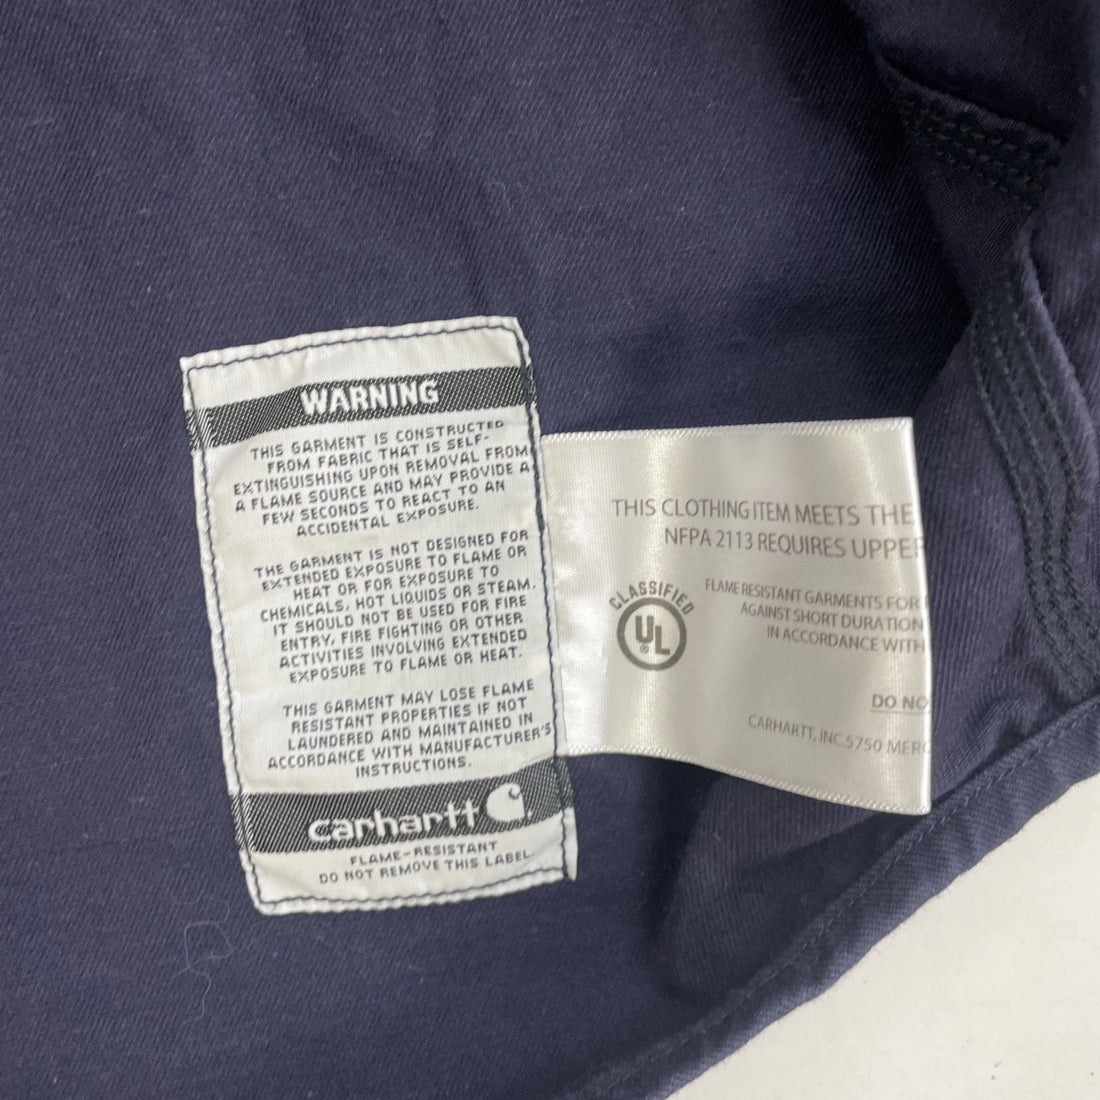 WARNING
THIS GARMENT IS CONSTRUCTED
FROM FABRIC THAT IS SELF-
EXTINGUISHING UPON REMOVAL FROM
A FLAME SOURCE AND MAY PROVIDE A
FEW SECONDS TO REACT TO AN
ACCIDENTAL EXPOSURE.
THE GARMENT IS NOT DESIGNED FOR
EXTENDED EXPOSURE TO FLAME OR
HEAT OR FOR EXPOSURE TO
CHEMICALS, HOT LIQUIDS OR STEAM.
IT SHOULD NOT BE USED FOR FIRE
ENTRY, FIRE FIGHTING OR OTHER
ACTIVITIES INVOLVING EXTENDED
EXPOSURE TO FLAME OR HEAT.
THIS GARMENT MAY LOSE FLAME
RESISTANT PROPERTIES IF NOT
LAUNDERED AND MAINTAINED IN
ACCORDANCE WITH MANUFACTURER'S
INSTRUCTIONS.
carhartt
FLAME-RESISTANT
DO NOT REMOVE THIS LABEL
THIS CLOTHING ITEM MEETS THE
NFPA 2113 REQUIRES UPPER
CLASSIFIED
UL
®
FLAME RESISTANT GARMENTS FOR
AGAINST SHORT DURATION
IN ACCORDANCE WITH
DO NO
CARHARTT, INC. 5750 MERC